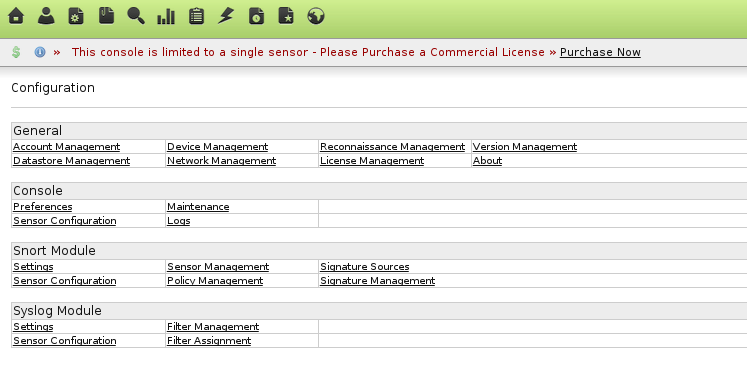 » This console is limited to a single sensor - Please Purchase a Commercial License » Purchase Now
Configuration
General
Account Management Device Management Reconnaissance Management Version Management
Datastore Management Network Management License Management About
Console
Preferences Maintenance
Sensor Configuration Logs
Snort Module
Settings Sensor Management Signature Sources
Sensor Configuration Policy Management Signature Management
Syslog Module
Settings Filter Management
Sensor Configuration Filter Assignment